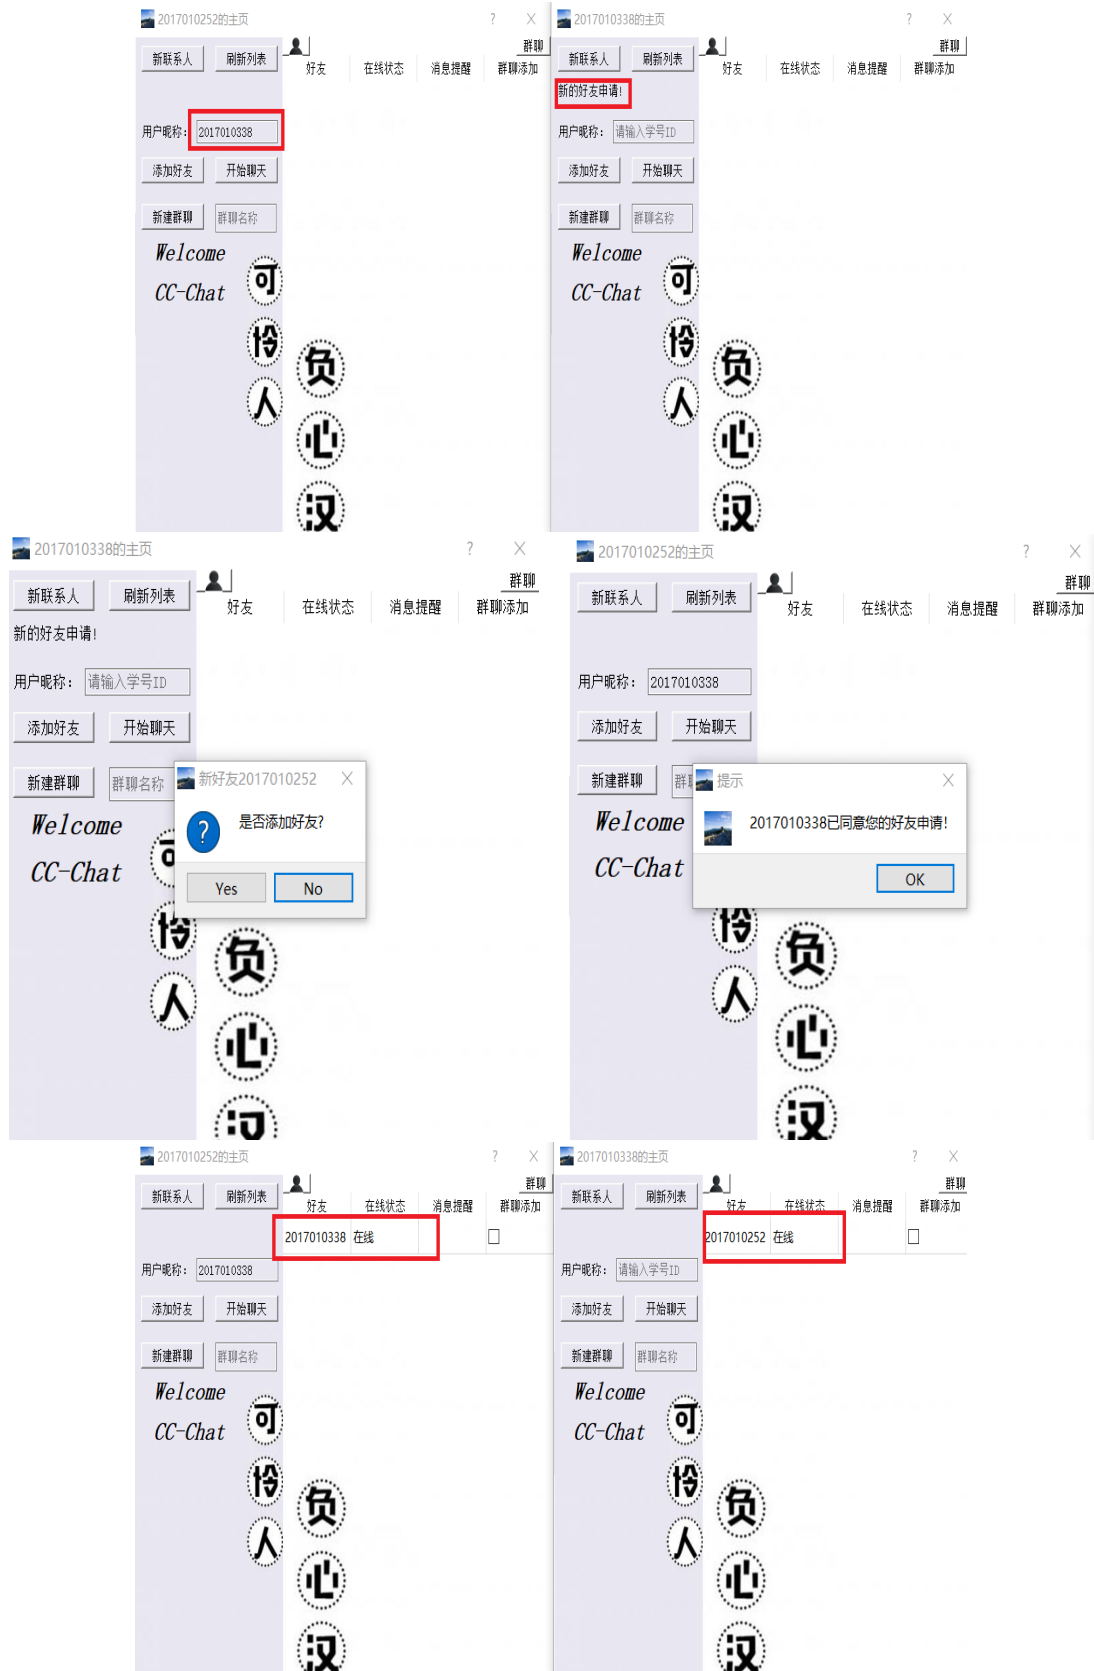 2017010252的主页 ? X
新联系人 刷新列表 群聊
好友 在线状态 消息提醒 群聊添加
用户昵称： 2017010338
添加好友 开始聊天
新建群聊 群聊名称
Welcome
CC-Chat
可
怜
人
负
心
汉
2017010338的主页 ? X
新联系人 刷新列表 群聊
好友 在线状态 消息提醒 群聊添加
新的好友申请!
用户昵称： 请输入学号ID
添加好友 开始聊天
新建群聊 群聊名称
Welcome
CC-Chat
可
怜
人
负
心
汉
2017010338的主页 ? X
新联系人 刷新列表 群聊
好友 在线状态 消息提醒 群聊添加
新的好友申请!
用户昵称： 请输入学号ID
添加好友 开始聊天
新建群聊 群聊名称
新好友2017010252 X
是否添加好友?
Yes No
Welcome
CC-Chat
怜
人
负
心
汉
2017010252的主页 ? X
新联系人 刷新列表 群聊
好友 在线状态 消息提醒 群聊添加
用户昵称： 2017010338
添加好友 开始聊天
新建群聊 群
提示 X
2017010338已同意您的好友申请!
OK
Welcome
CC-Chat
怜
人
负
心
汉
2017010252的主页 ? X
新联系人 刷新列表 群聊
好友 在线状态 消息提醒 群聊添加
2017010338 在线
用户昵称： 2017010338
添加好友 开始聊天
新建群聊 群聊名称
Welcome
CC-Chat
可
怜
人
负
心
汉
2017010338的主页 ? X
新联系人 刷新列表 群聊
好友 在线状态 消息提醒 群聊添加
2017010252 在线
用户昵称： 请输入学号ID
添加好友 开始聊天
新建群聊 群聊名称
Welcome
CC-Chat
可
怜
人
负
心
汉